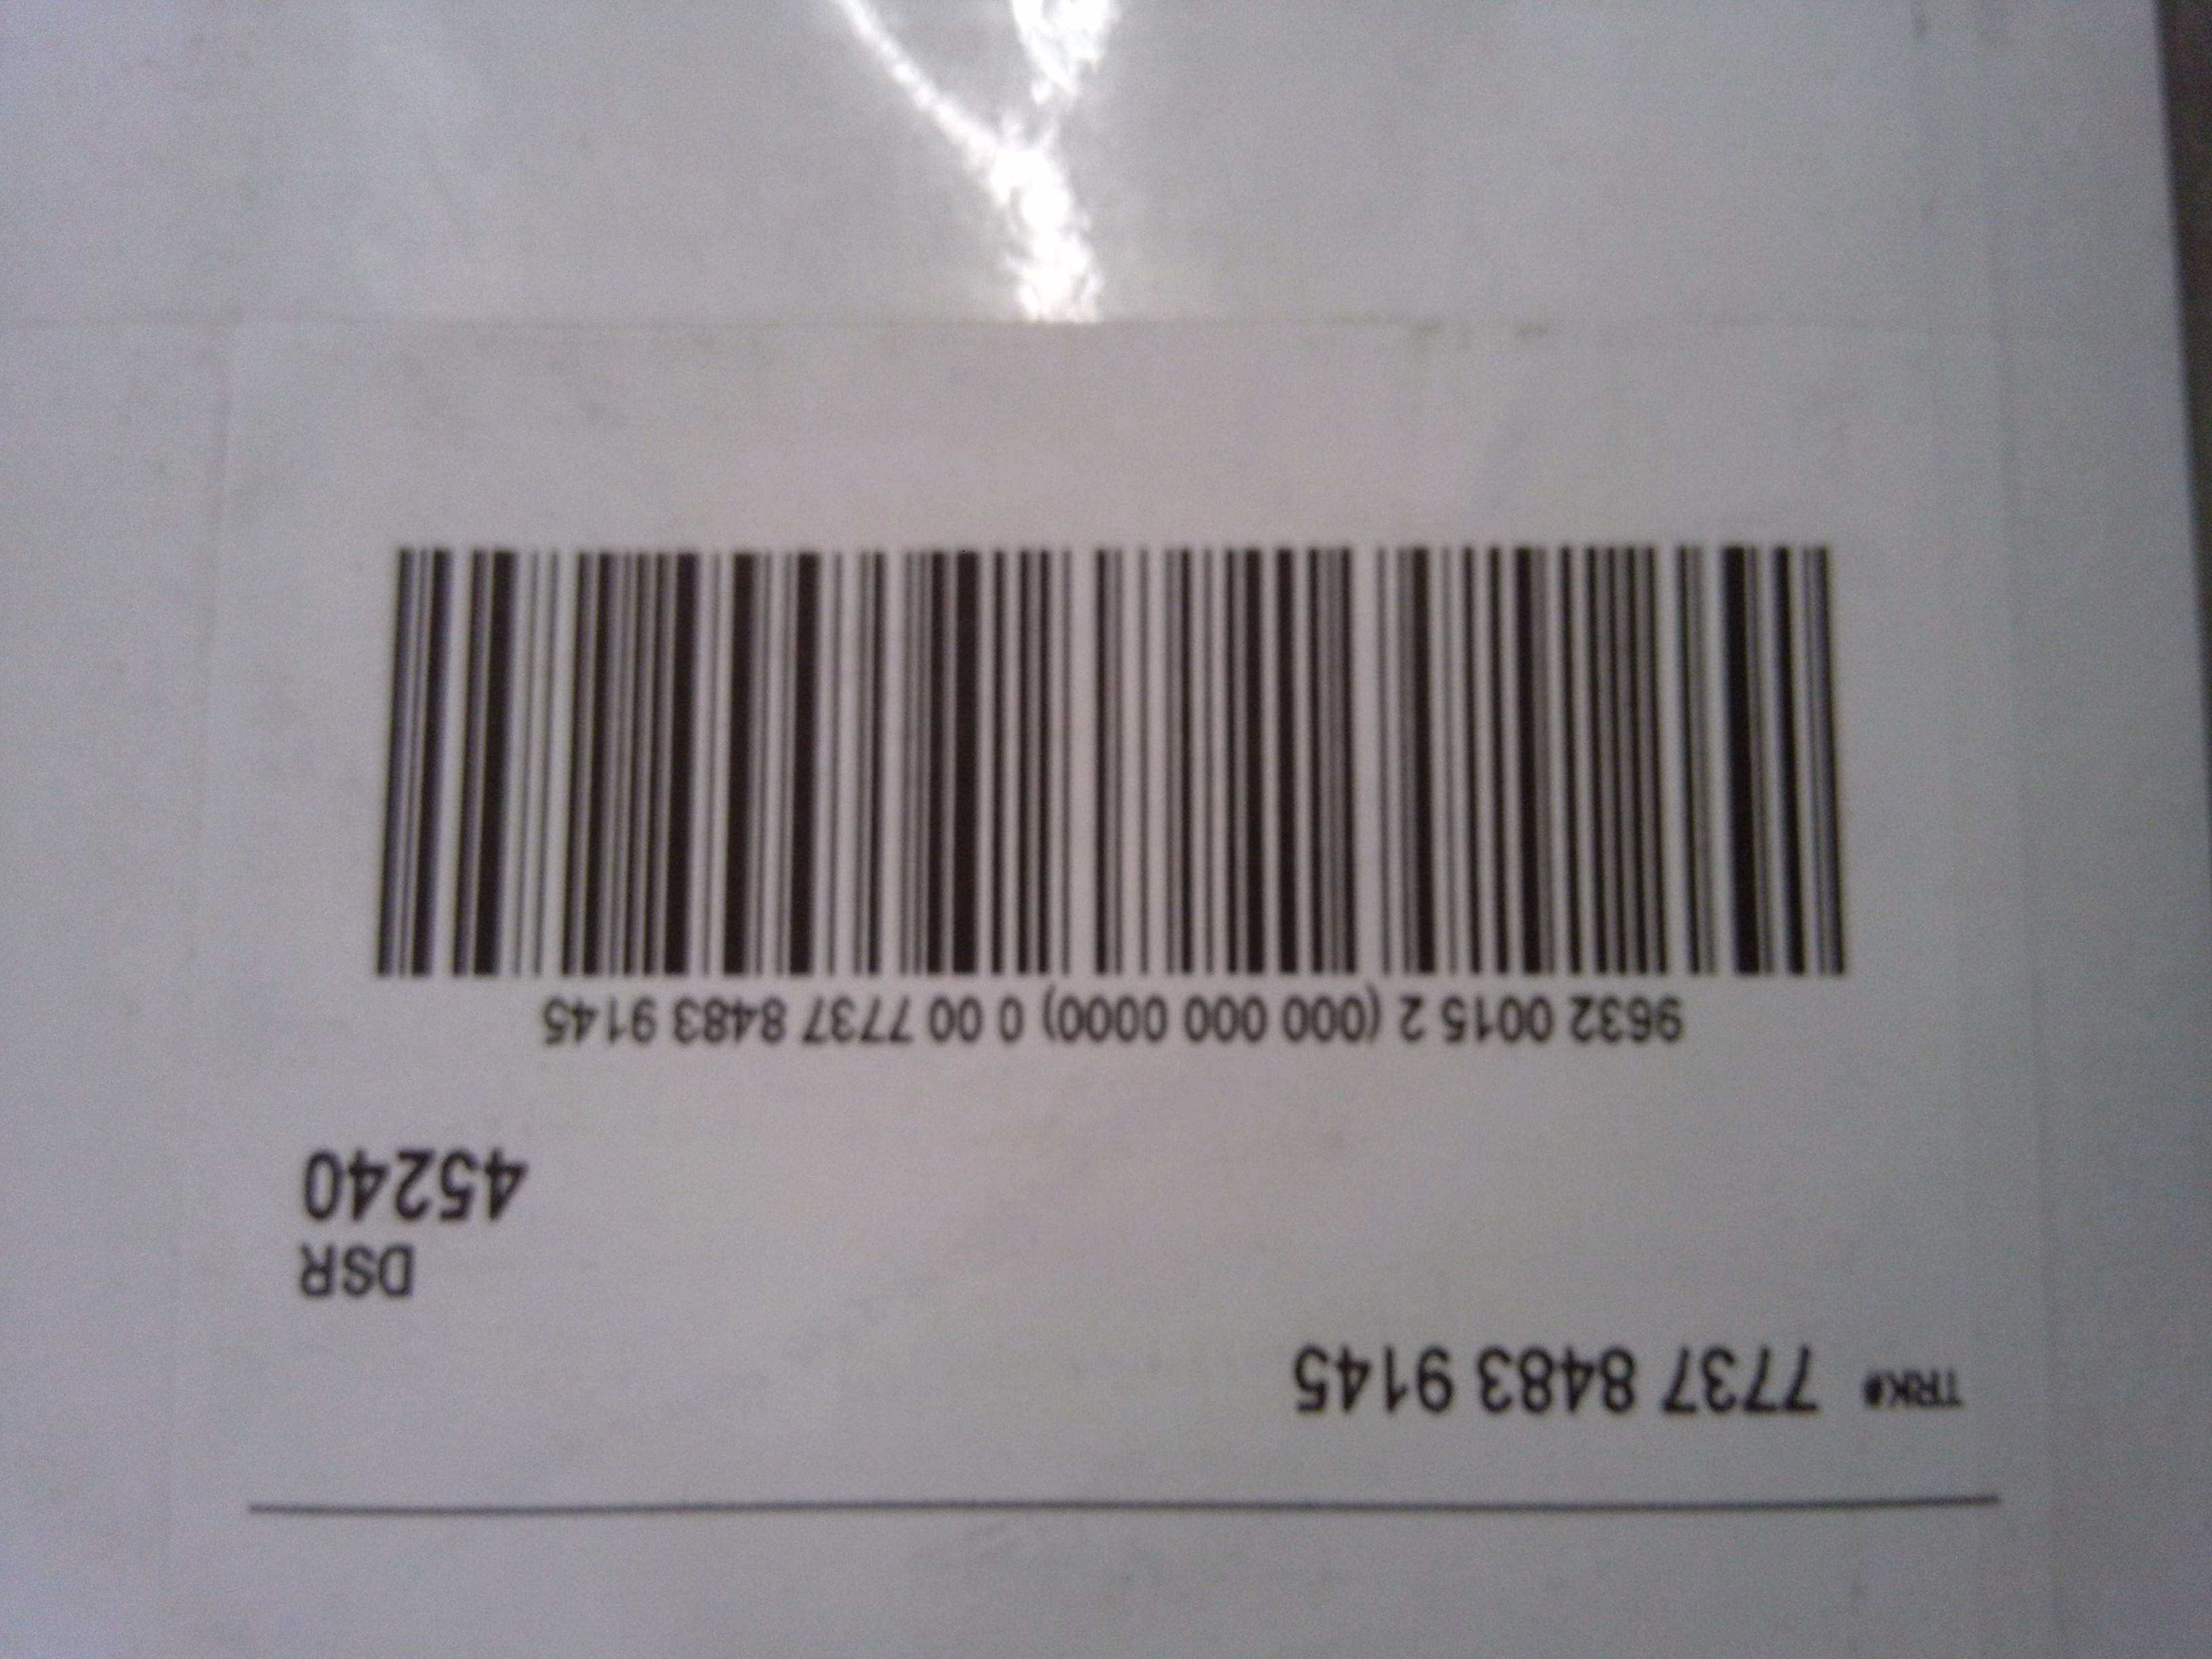 TRK# 7737 8483 9145
DSR
45240
9632 0015 2 (000 000 0000) 0 00 7737 8483 9145